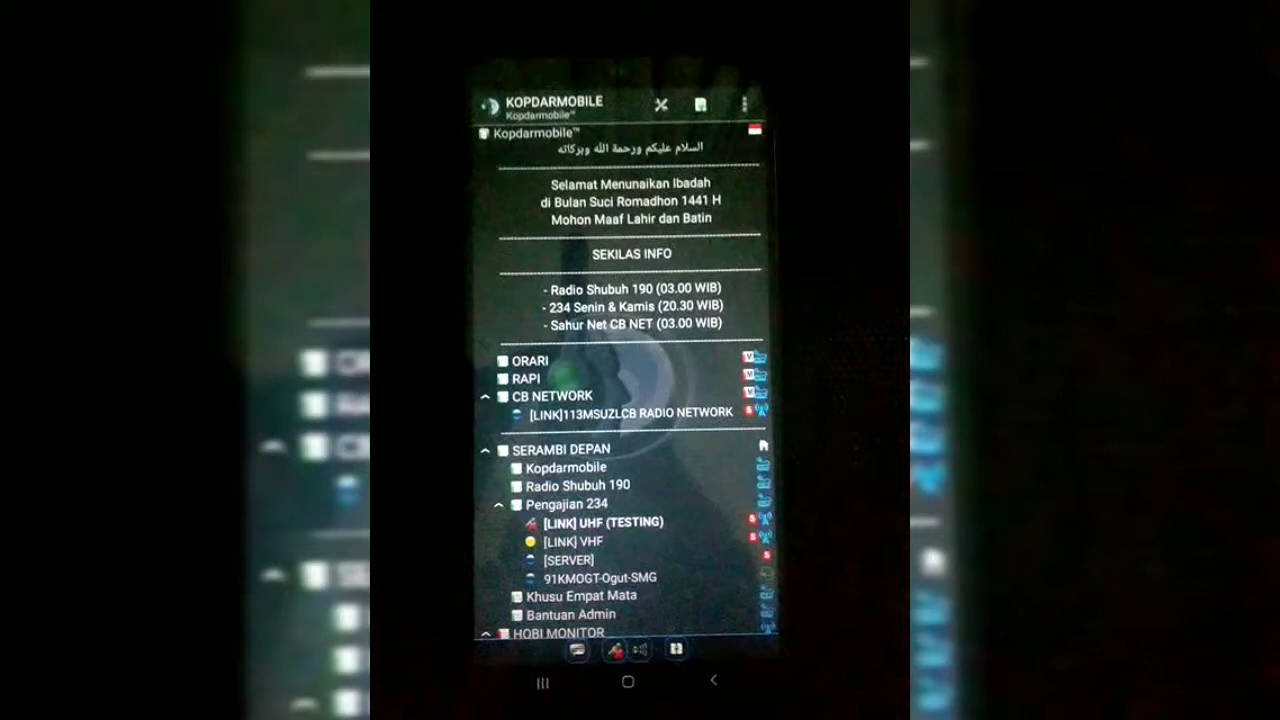 KOPDARMOBILE
Kopdarmobile™
Kopdarmobile™
السلام عليكم ورحمة الله وبركاته
Selamat Menunaikan Ibadah
di Bulan Suci Romadhon 1441 H
Mohon Maaf Lahir dan Batin
SEKILAS INFO
- Radio Shubuh 190 (03.00 WIB)
- 234 Senin & Kamis (20.30 WIB)
- Sahur Net CB NET (03.00 WIB)
ORARI
RAPI
CB NETWORK
[LINK]113MSUZLCB RADIO NETWORK
SERAMBI DEPAN
Kopdarmobile
Radio Shubuh 190
Pengajian 234
[LINK] UHF (TESTING)
[LINK] VHF
[SERVER]
91KMOGT-Ogut-SMG
Khusu Empat Mata
Bantuan Admin
HOBI MONITOR